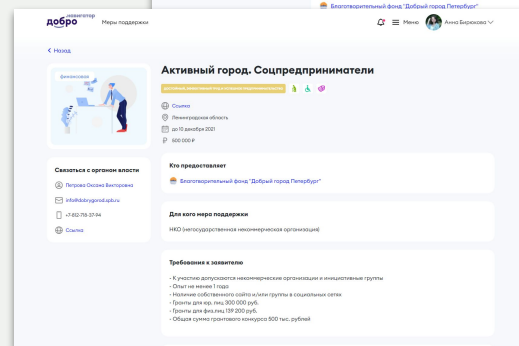 Благотворительный фонд "Добрый город Петербург"
навигатор
добро
Меры поддержки
Меню
Анна Бирюкова
Назад
финансовая
Активный город. Соцпредприниматели
Ссылка
Ленинградская область
до 10 декабря 2021
500 000 ₽
Связаться с органом власти
Петрова Оксана Викторовна
info@dobrygorod.spb.ru
+7-812-718-37-94
Ссылка
Кто предоставляет
Благотворительный фонд "Добрый город Петербург"
Для кого мера поддержки
НКО (негосударственная некоммерческая организация)
Требования к заявителю
- К участию допускаются некоммерческие организации и инициативные группы
- Опыт не менее 1 года
- Наличие собственного сайта и/или группы в социальных сетях
- Гранты для юр. лиц 300 000 руб.
- Гранты для физ.лиц 139 200 руб.
- Общая сумма грантового конкурса 500 тыс. рублей